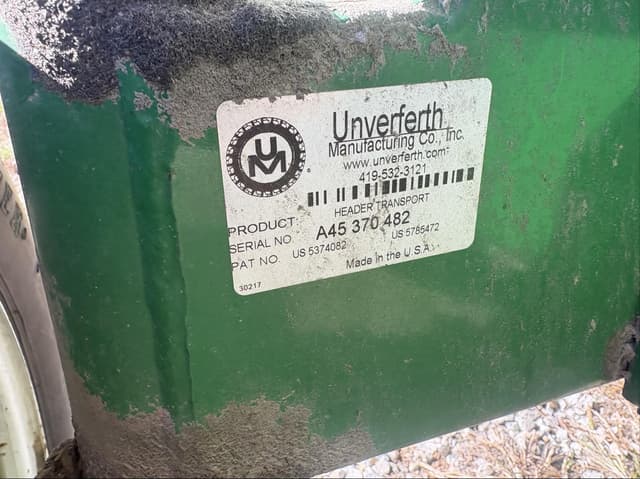 UM
Unverferth
Manufacturing Co., Inc.
www.unverferth.com
419-532-3121
PRODUCT: HEADER TRANSPORT
SERIAL NO. A45 370 482
PAT NO. US 5374082 US 5785472
Made in the U.S.A.
30217